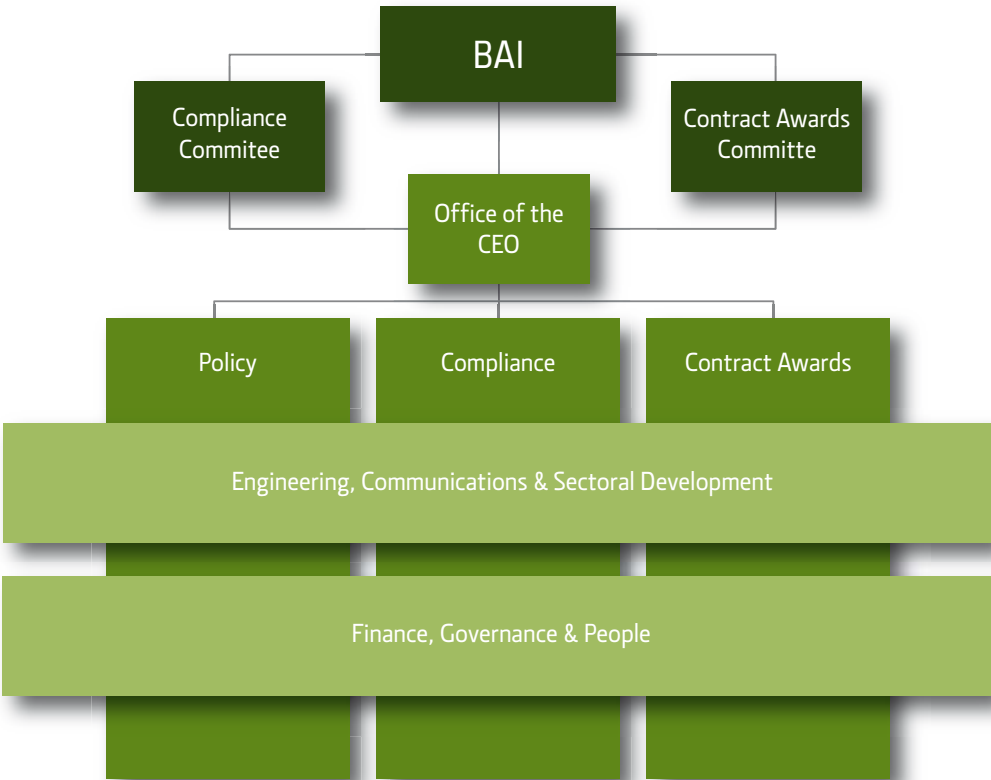 BAI
Compliance
Commitee
Contract Awards
Committe
Office of the
CEO
Policy
Compliance
Contract Awards
Engineering, Communications & Sectoral Development
Finance, Governance & People